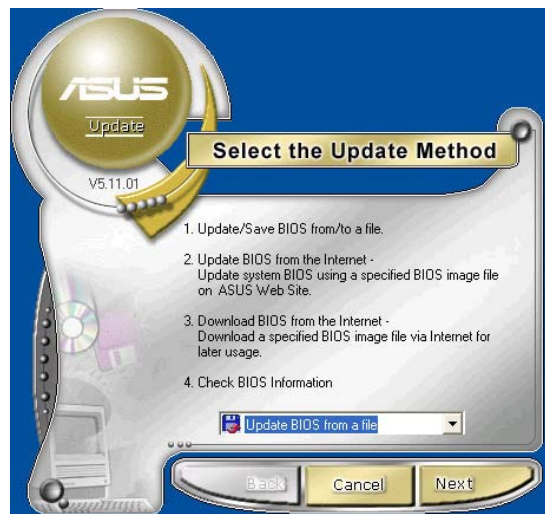 ASUS
Update
V5.11.01
Select the Update Method
1. Update/Save BIOS from/to a file.
2. Update BIOS from the Internet -
Update system BIOS using a specified BIOS image file
on ASUS Web Site.
3. Download BIOS from the Internet -
Download a specified BIOS image file via Internet for
later usage.
4. Check BIOS Information
Update BIOS from a file
Back
Cancel
Next